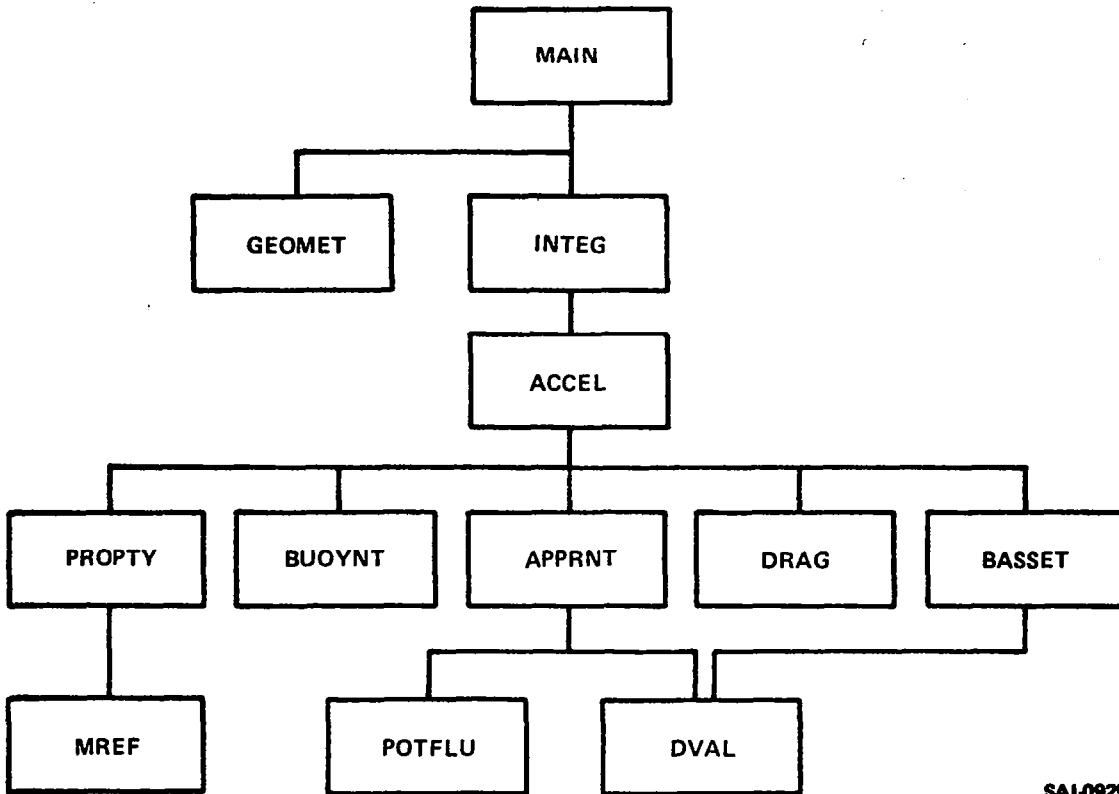 MAIN
GEOMET
INTEG
ACCEL
PROPTY
BUOYNT
APPRNT
DRAG
BASSET
MREF
POTFLU
DVAL